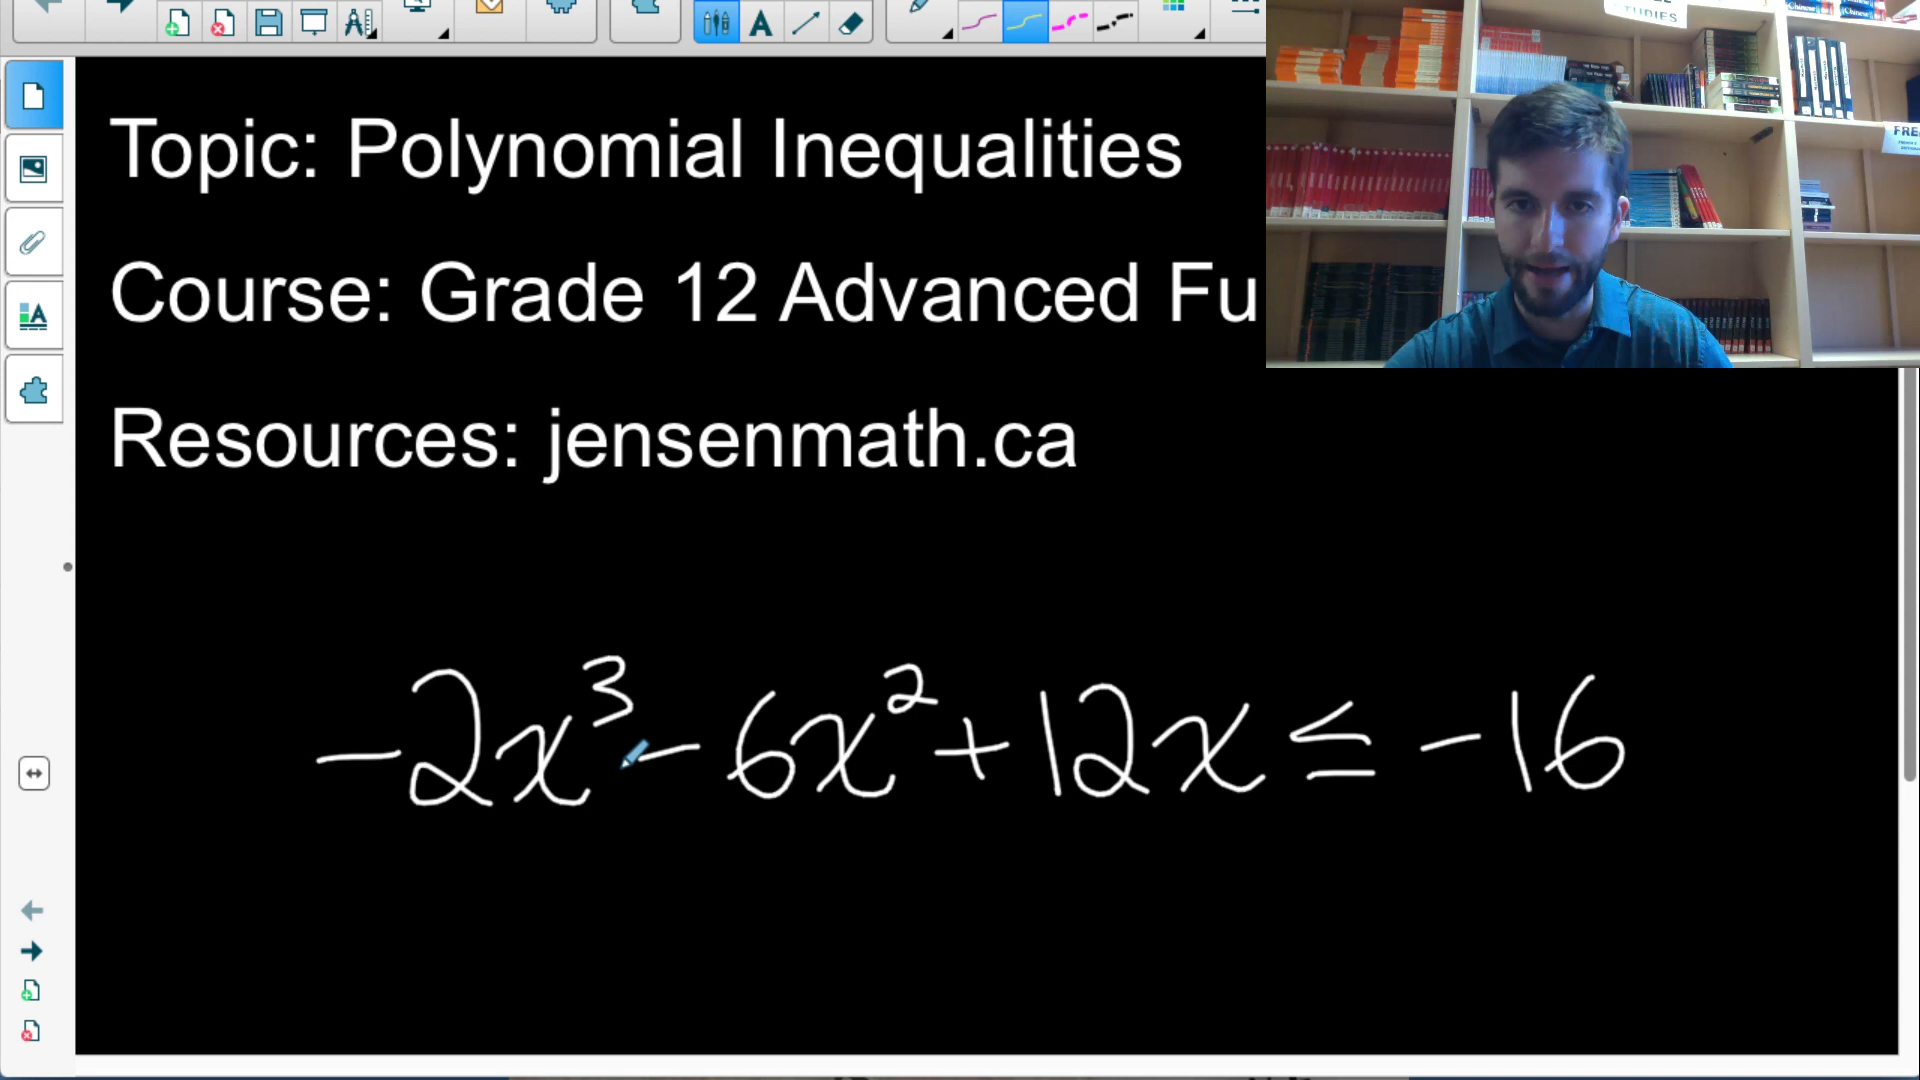 Topic: Polynomial Inequalities
Course: Grade 12 Advanced Fu
Resources: jensenmath.ca
-2x³ - 6x² + 12x ≤ -16